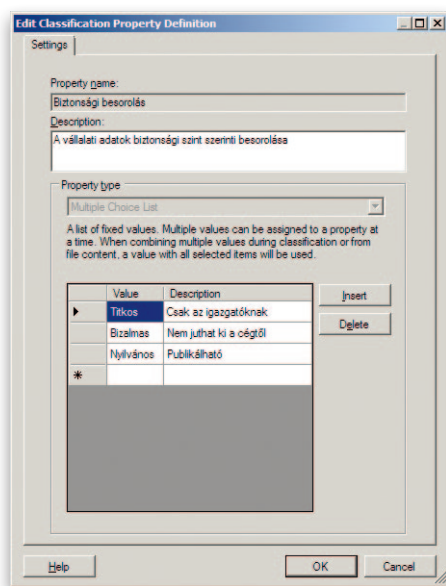 Edit Classification Property Definition
Settings
Property name:
Biztonsági besorolás
Description:
A vállalati adatok biztonsági szint szerinti besorolása
Property type
Multiple Choice List
A list of fixed values. Multiple values can be assigned to a property at
a time. When combining multiple values during classification or from
file content, a value with all selected items will be used.
Value Description
Titkos Csak az igazgatóknak
Bizalmas Nem juthat ki a cégtől
Nyilvános Publikálható
Insert
Delete
Help OK Cancel